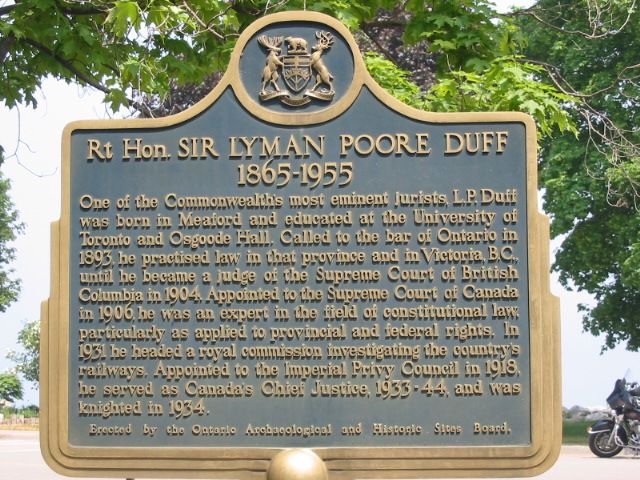 Rt Hon. SIR LYMAN POORE DUFF
1865-1955
One of the Commonwealth's most eminent jurists, L.P. Duff
was born in Meaford and educated at the University of
Toronto and Osgoode Hall. Called to the bar of Ontario in
1893, he practised law in that province and in Victoria, B.C.,
until he became a judge of the Supreme Court of British
Columbia in 1904. Appointed to the Supreme Court of Canada
in 1906, he was an expert in the field of constitutional law,
particularly as applied to provincial and federal rights. In
1931 he headed a royal commission investigating the country's
railways. Appointed to the Imperial Privy Council in 1918,
he served as Canada's Chief Justice, 1933-44, and was
knighted in 1934.
Erected by the Ontario Archaeological and Historic Sites Board.